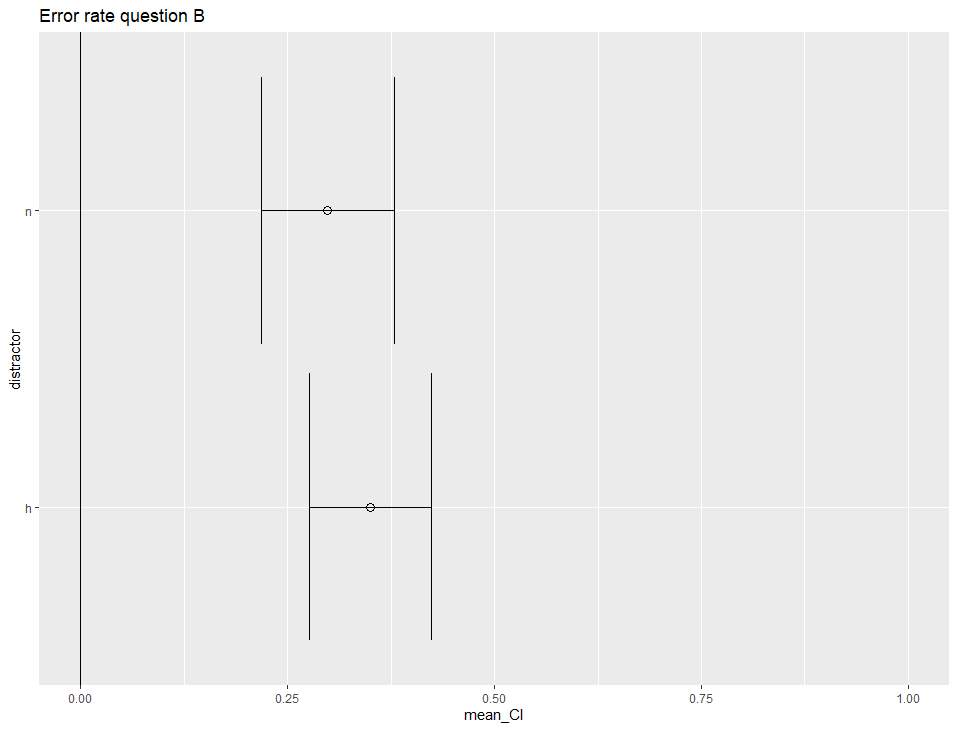 Error rate question B
distractor
n
h
0.00 0.25 0.50 0.75 1.00
mean_CI